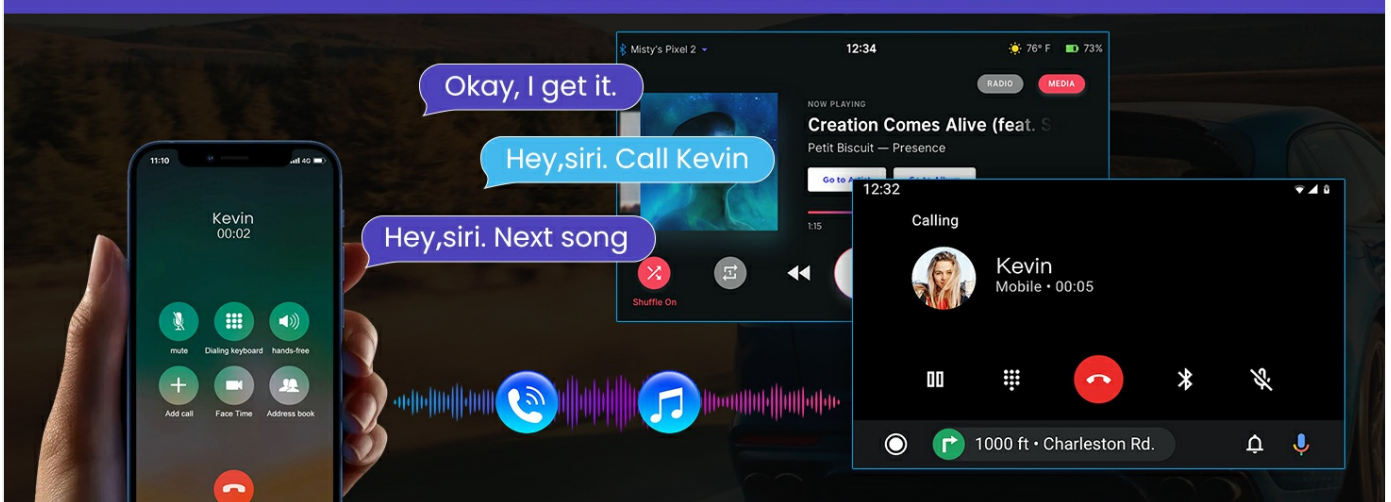 Okay, I get it.
Hey,siri. Call Kevin
Hey,siri. Next song
11:10
4G
Kevin
00:02
mute
Dialing keyboard
hands-free
Add call
Face Time
Address book
Misty's Pixel 2
12:34
76° F
73%
RADIO
MEDIA
NOW PLAYING
Creation Comes Alive (feat. S
Petit Biscuit — Presence
Go to
1:15
1
Shuffle On
12:32
Calling
Kevin
Mobile • 00:05
1000 ft • Charleston Rd.